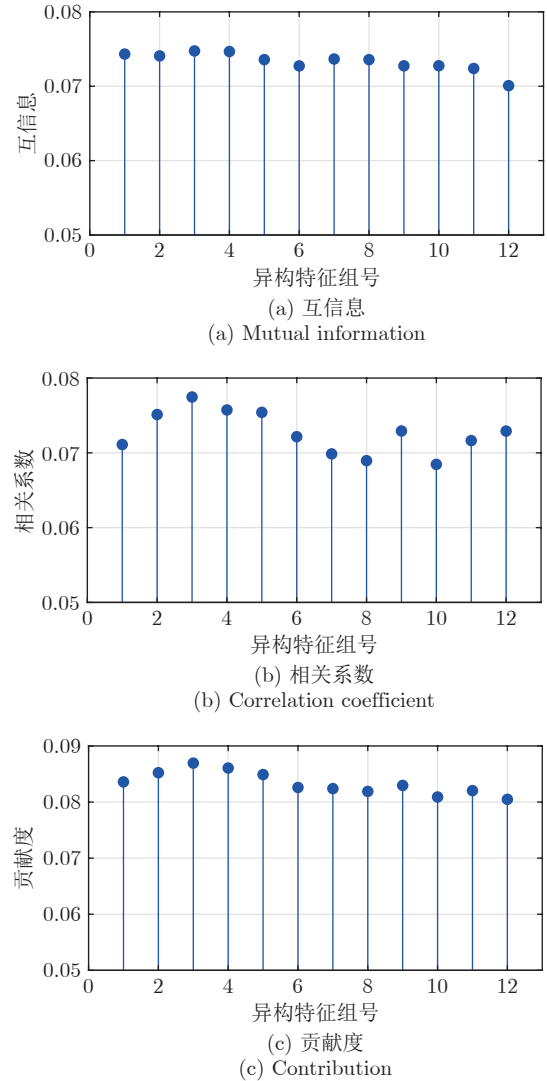 0.08
0.07
0.06
0.05
互信息
0 2 4 6 8 10 12
异构特征组号
(a) 互信息
(a) Mutual information
0.08
0.07
0.06
0.05
相关系数
0 2 4 6 8 10 12
异构特征组号
(b) 相关系数
(b) Correlation coefficient
0.09
0.08
0.07
0.06
0.05
贡献度
0 2 4 6 8 10 12
异构特征组号
(c) 贡献度
(c) Contribution